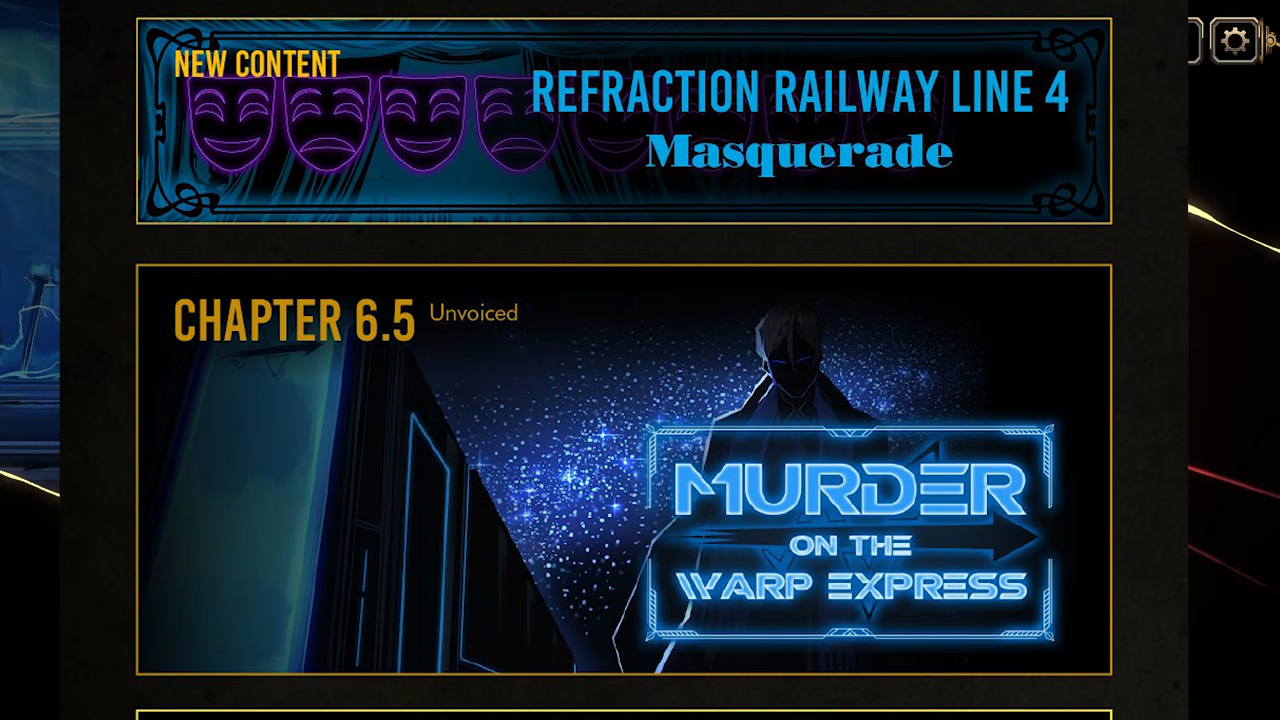 NEW CONTENT
REFRACTION RAILWAY LINE 4
Masquerade
CHAPTER 6.5 Unvoiced
MURDER
ON THE
WARP EXPRESS